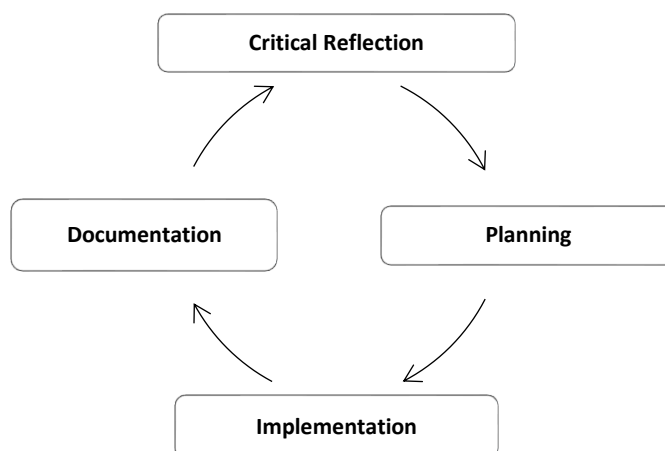 Critical Reflection
Documentation
Planning
Implementation